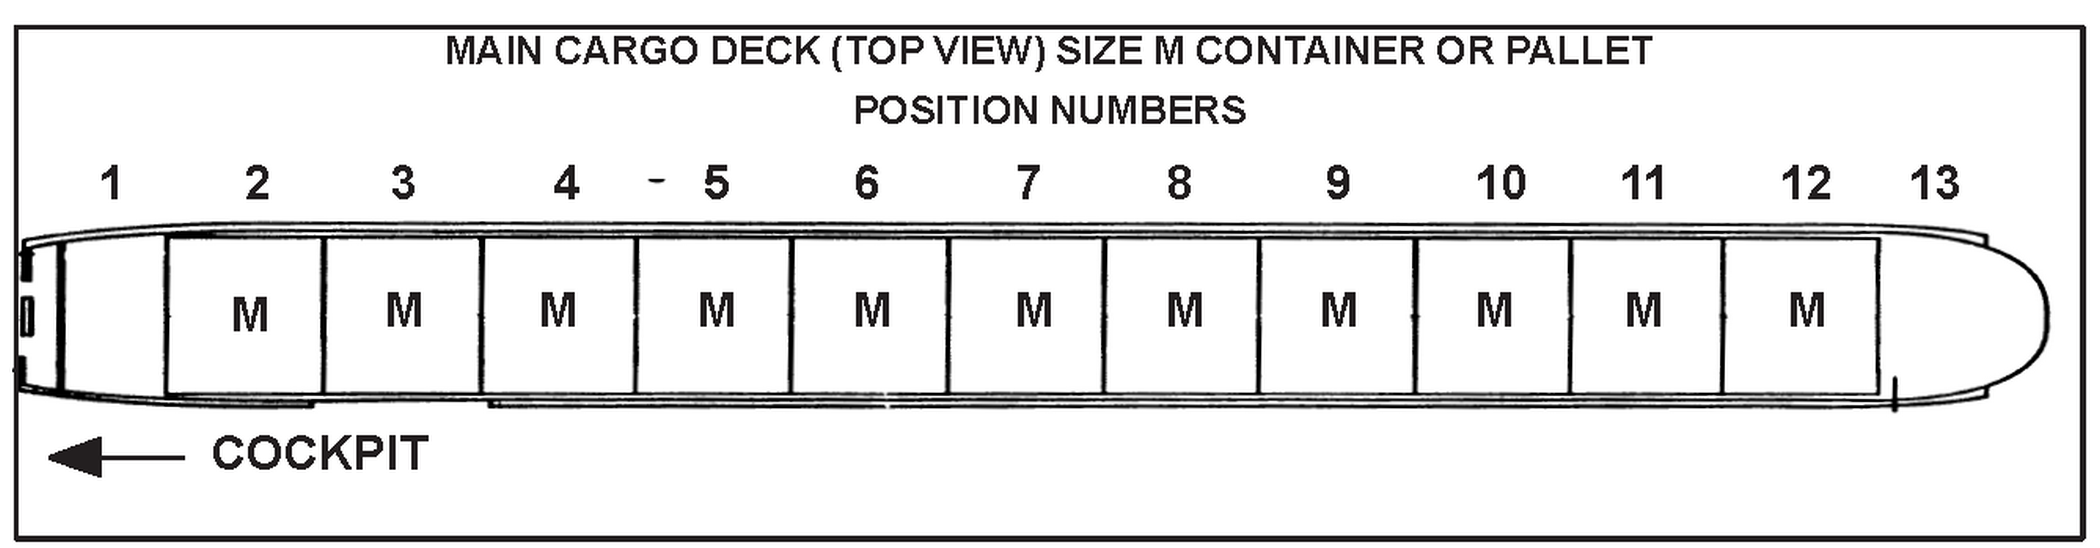 MAIN CARGO DECK (TOP VIEW) SIZE M CONTAINER OR PALLET
POSITION NUMBERS
1 2 3 4 - 5 6 7 8 9 10 11 12 13
M M M M M M M M M M M
COCKPIT